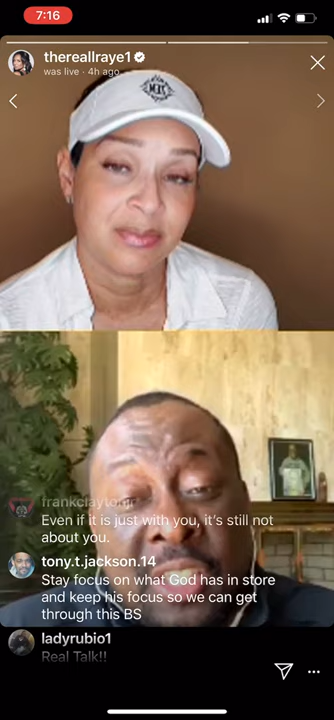 7:16
thereallraye1
was live · 4h ago
frankclaytonjr
Even if it is just with you, it's still not
about you.
tony.t.jackson.14
Stay focus on what God has in store
and keep his focus so we can get
through this BS
ladyrubio1
Real Talk!!